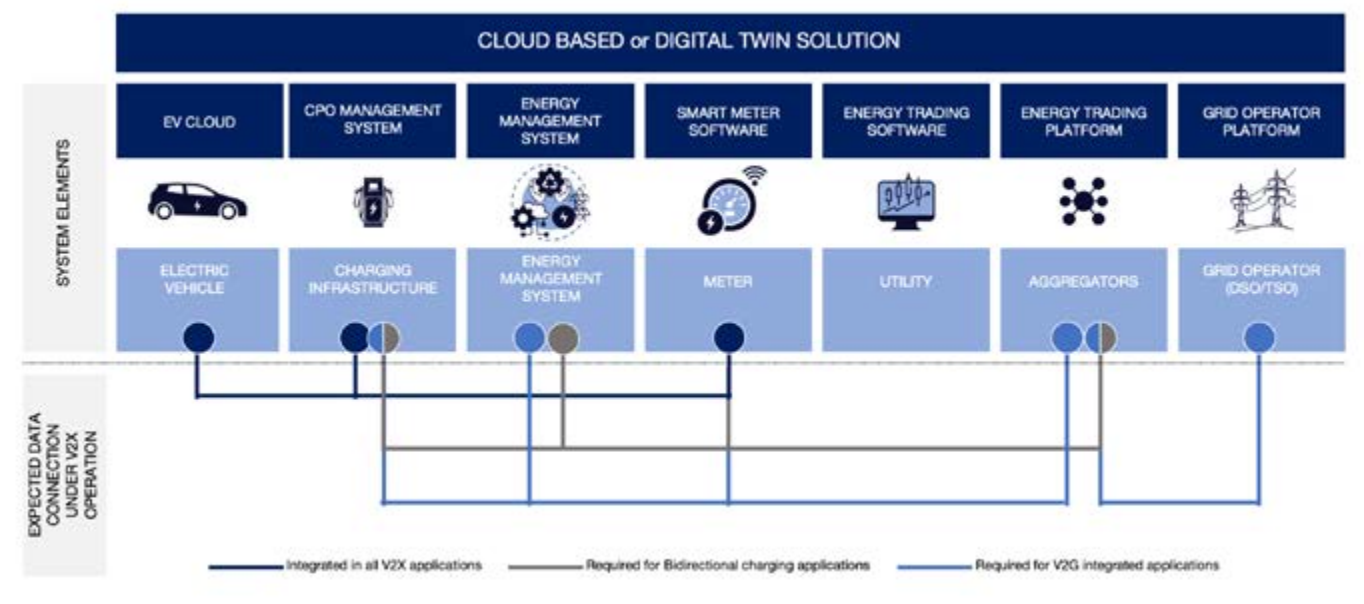 CLOUD BASED or DIGITAL TWIN SOLUTION
SYSTEM ELEMENTS
EV CLOUD
CPO MANAGEMENT
SYSTEM
ENERGY
MANAGEMENT
SYSTEM
SMART METER
SOFTWARE
ENERGY TRADING
SOFTWARE
ENERGY TRADING
PLATFORM
GRID OPERATOR
PLATFORM
ELECTRIC
VEHICLE
CHARGING
INFRASTRUCTURE
ENERGY
MANAGEMENT
SYSTEM
METER
UTILITY
AGGREGATORS
GRID OPERATOR
(DSO/TSO)
EXPECTED DATA
CONNECTION
UNDER V2X
OPERATION
Integrated in all V2X applications
Required for Bidirectional charging applications
Required for V2G integrated applications